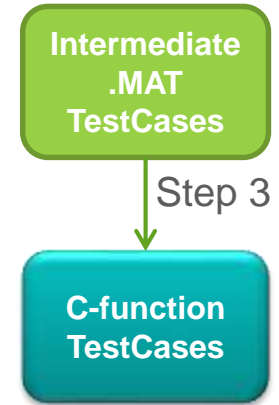 Intermediate
.MAT
TestCases
Step 3
C-function
TestCases